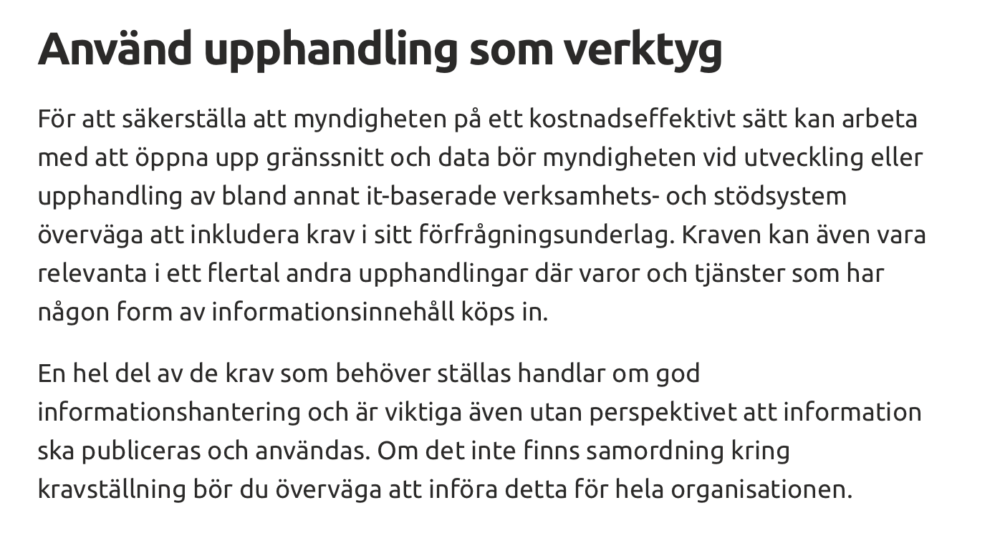 Använd upphandling som verktyg
För att säkerställa att myndigheten på ett kostnadseffektivt sätt kan arbeta
med att öppna upp gränssnitt och data bör myndigheten vid utveckling eller
upphandling av bland annat it-baserade verksamhets- och stödsystem
överväga att inkludera krav i sitt förfrågningsunderlag. Kraven kan även vara
relevanta i ett flertal andra upphandlingar där varor och tjänster som har
någon form av informationsinnehåll köps in.
En hel del av de krav som behöver ställas handlar om god
informationshantering och är viktiga även utan perspektivet att information
ska publiceras och användas. Om det inte finns samordning kring
kravställning bör du överväga att införa detta för hela organisationen.